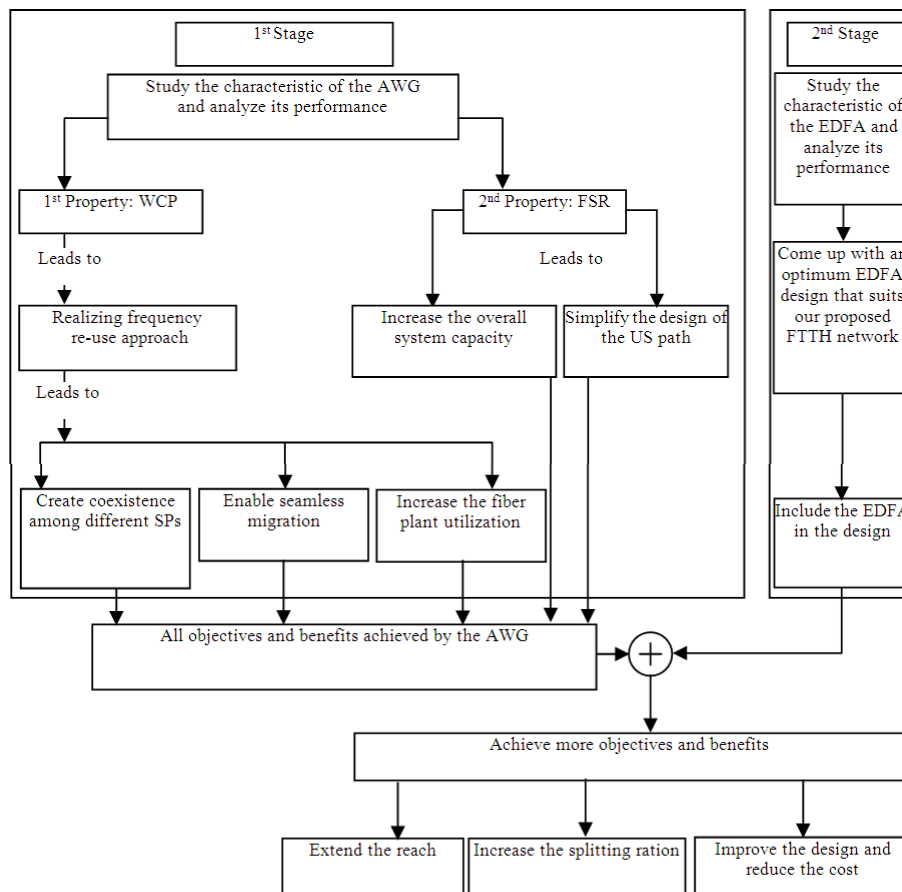 1st Stage
Study the characteristic of the AWG
and analyze its performance
1st Property: WCP
2nd Property: FSR
Leads to
Leads to
Realizing frequency
re-use approach
Increase the overall
system capacity
Simplify the design of
the US path
Leads to
Create coexistence
among different SPs
Enable seamless
migration
Increase the fiber
plant utilization
2nd Stage
Study the
characteristic of
the EDFA and
analyze its
performance
Come up with an
optimum EDFA
design that suits
our proposed
FTTH network
Include the EDFA
in the design
All objectives and benefits achieved by the AWG
+
Achieve more objectives and benefits
Extend the reach
Increase the splitting ration
Improve the design and
reduce the cost